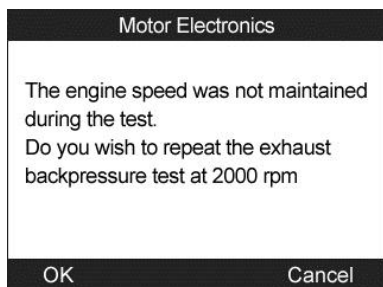 Motor Electronics
The engine speed was not maintained
during the test.
Do you wish to repeat the exhaust
backpressure test at 2000 rpm
OK
Cancel